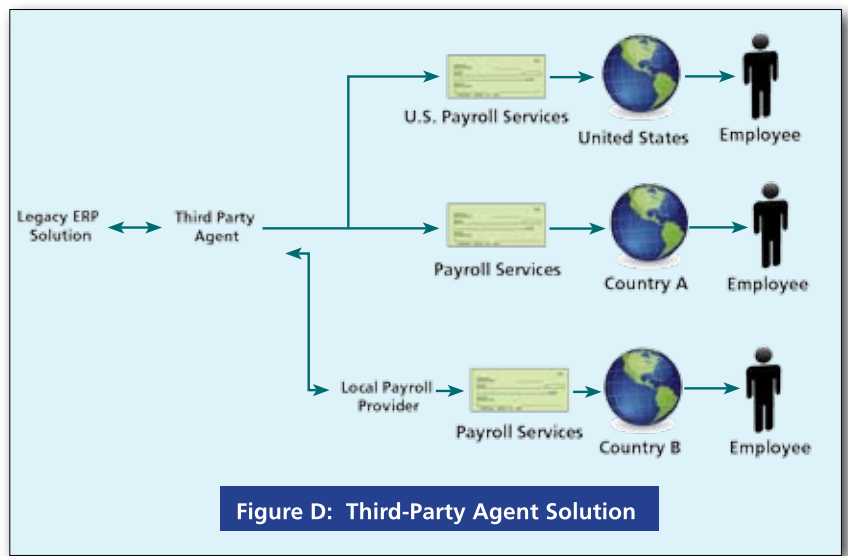 U.S. Payroll Services
United States
Employee
Legacy ERP
Solution
Third Party
Agent
Payroll Services
Country A
Employee
Local Payroll
Provider
Payroll Services
Country B
Employee
Figure D: Third-Party Agent Solution